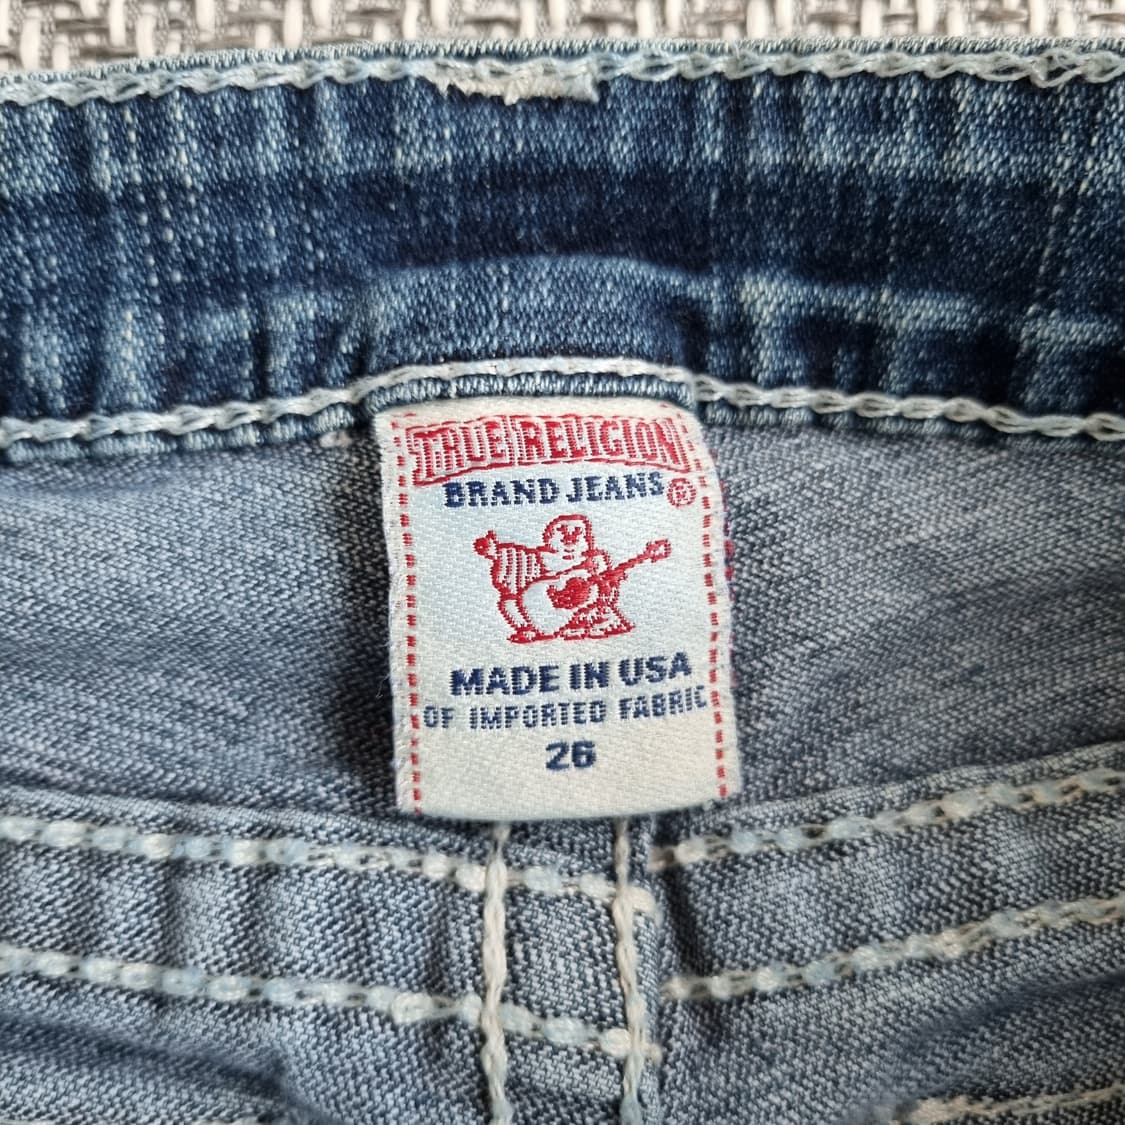 TRUE RELIGION
BRAND JEANS®
MADE IN USA
OF IMPORTED FABRIC
26